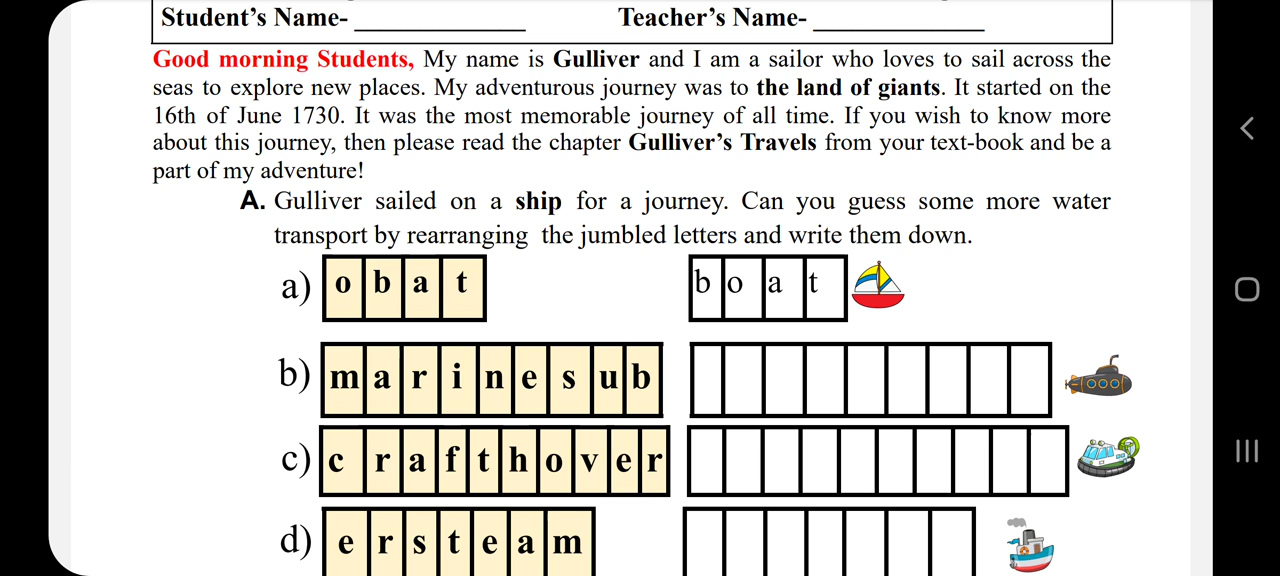 Student’s Name- ______________ Teacher’s Name- ______________
Good morning Students, My name is Gulliver and I am a sailor who loves to sail across the
seas to explore new places. My adventurous journey was to the land of giants. It started on the
16th of June 1730. It was the most memorable journey of all time. If you wish to know more
about this journey, then please read the chapter Gulliver’s Travels from your text-book and be a
part of my adventure!
A. Gulliver sailed on a ship for a journey. Can you guess some more water
transport by rearranging the jumbled letters and write them down.
a) o b a t b o a t
b) m a r i n e s u b
c) c r a f t h o v e r
d) e r s t e a m